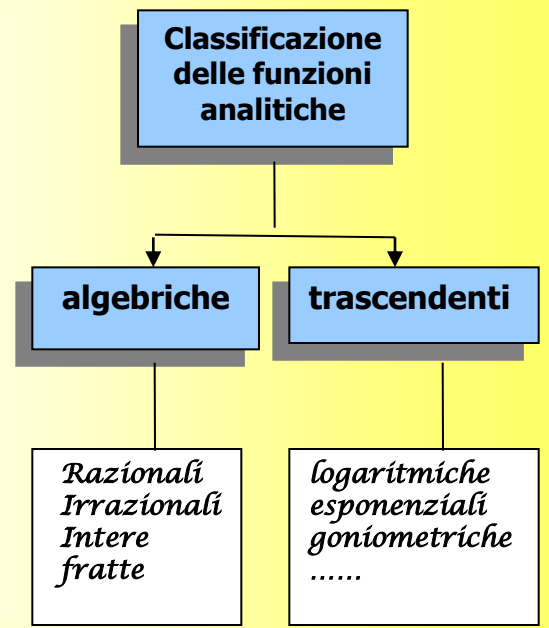 Classificazione
delle funzioni
analitiche
algebriche
trascendenti
Razionali
Irrazionali
Intere
fratte
logaritmiche
esponenziali
goniometriche
......